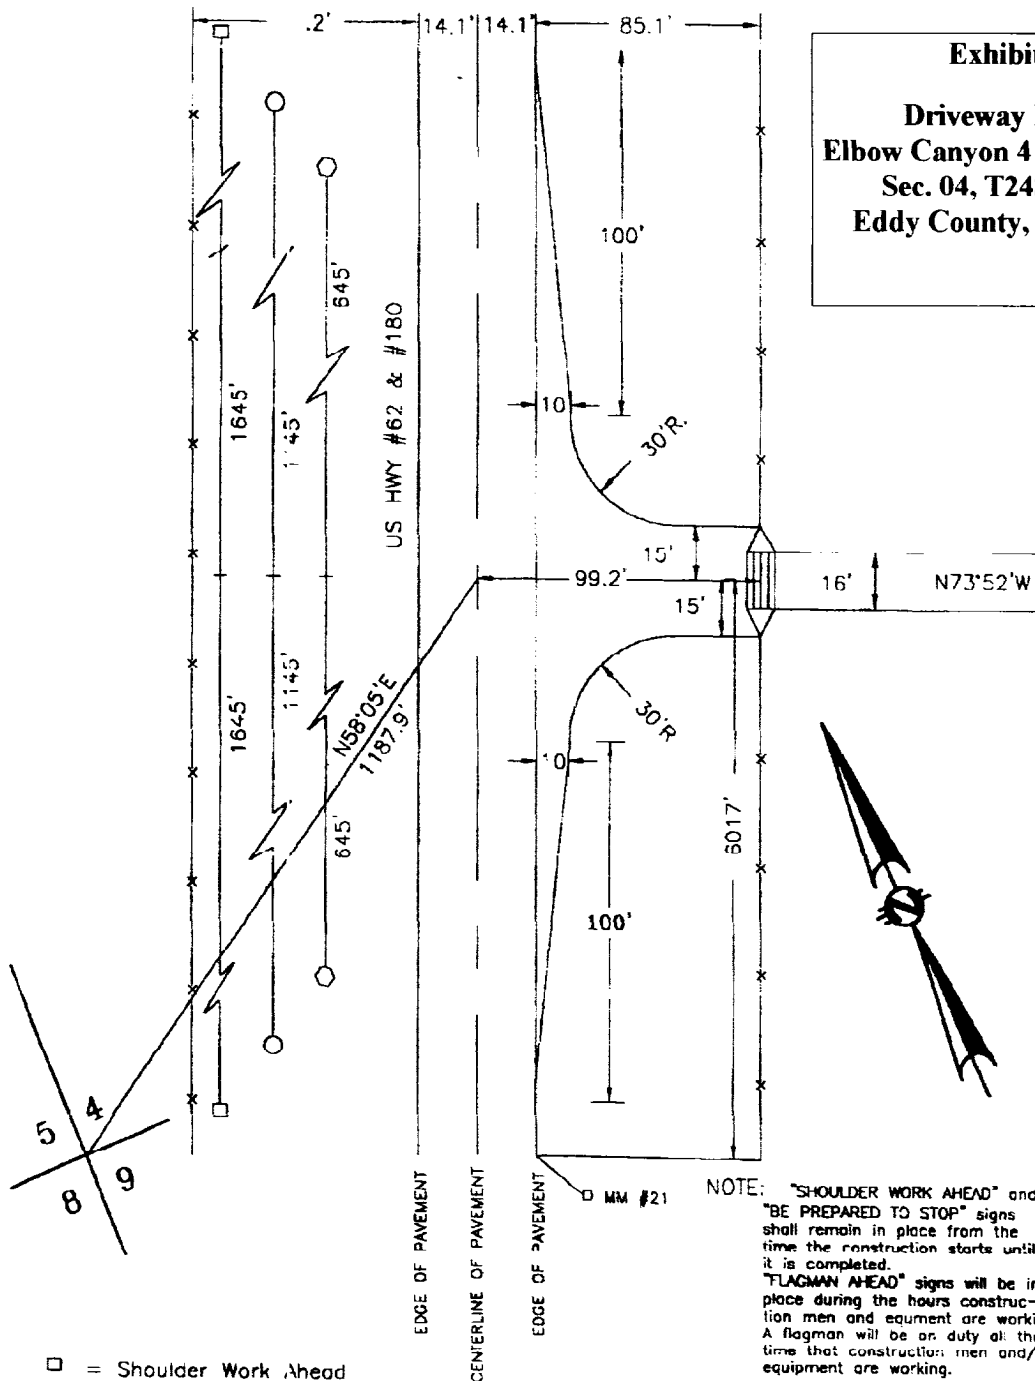 .2'
14.1'
14.1'
85.1'
Driveway
Elbow Canyon 4
Sec. 04, T24
Eddy County,
100'
645'
US HWY #62 & #180
1645'
1145'
10
30'R.
15'
99.2'
16'
N73°52'W
15'
1645'
1145'
N58°05'E
1187.9'
645'
30'R
10
6017'
100'
N
5
4
8
9
EDGE OF PAVEMENT
CENTERLINE OF PAVEMENT
EDGE OF PAVEMENT
MM #21
NOTE: "SHOULDER WORK AHEAD" and
"BE PREPARED TO STOP" signs
shall remain in place from the
time the construction starts until
it is completed.
"FLAGMAN AHEAD" signs will be in
place during the hours construc-
tion men and equment are worki
A flagman will be on duty all the
time that construction men and/
equipment are working.
= Shoulder Work Ahead